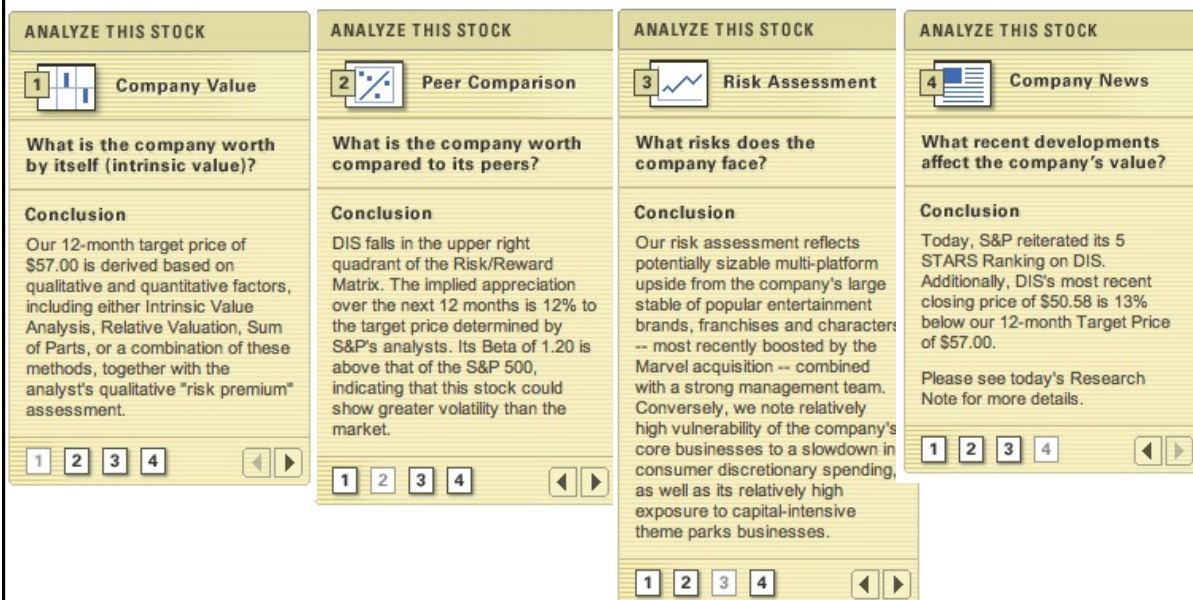 ANALYZE THIS STOCK
1 Company Value
What is the company worth
by itself (intrinsic value)?
Conclusion
Our 12-month target price of
$57.00 is derived based on
qualitative and quantitative factors,
including either Intrinsic Value
Analysis, Relative Valuation, Sum
of Parts, or a combination of these
methods, together with the
analyst's qualitative "risk premium"
assessment.
1 2 3 4
ANALYZE THIS STOCK
2 Peer Comparison
What is the company worth
compared to its peers?
Conclusion
DIS falls in the upper right
quadrant of the Risk/Reward
Matrix. The implied appreciation
over the next 12 months is 12% to
the target price determined by
S&P's analysts. Its Beta of 1.20 is
above that of the S&P 500,
indicating that this stock could
show greater volatility than the
market.
1 2 3 4
ANALYZE THIS STOCK
3 Risk Assessment
What risks does the
company face?
Conclusion
Our risk assessment reflects
potentially sizable multi-platform
upside from the company's large
stable of popular entertainment
brands, franchises and characters
-- most recently boosted by the
Marvel acquisition -- combined
with a strong management team.
Conversely, we note relatively
high vulnerability of the company's
core businesses to a slowdown in
consumer discretionary spending,
as well as its relatively high
exposure to capital-intensive
theme parks businesses.
1 2 3 4
ANALYZE THIS STOCK
4 Company News
What recent developments
affect the company's value?
Conclusion
Today, S&P reiterated its 5
STARS Ranking on DIS.
Additionally, DIS's most recent
closing price of $50.58 is 13%
below our 12-month Target Price
of $57.00.
Please see today's Research
Note for more details.
1 2 3 4